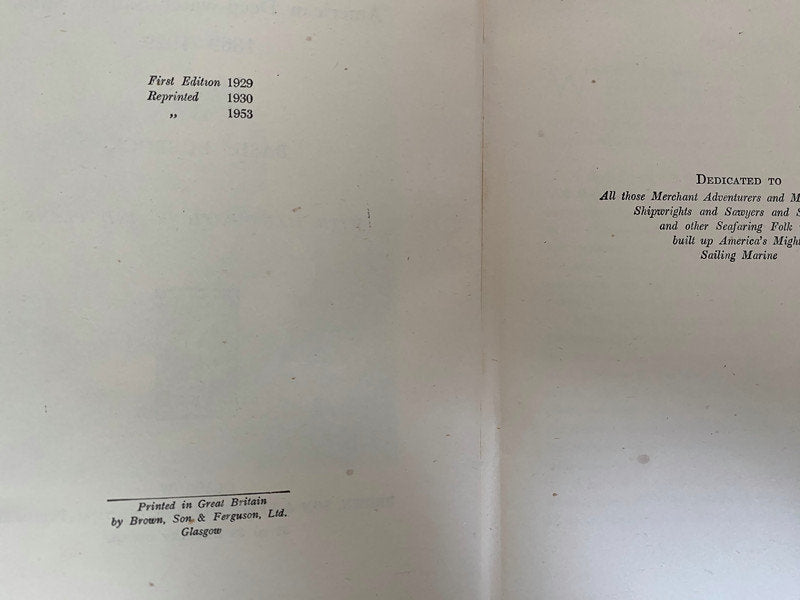 First Edition 1929
Reprinted 1930
„ 1953
Printed in Great Britain
by Brown, Son & Ferguson, Ltd.
Glasgow
DEDICATED TO
All those Merchant Adventurers and M
Shipwrights and Sawyers and S
and other Seafaring Folk
built up America's Might
Sailing Marine